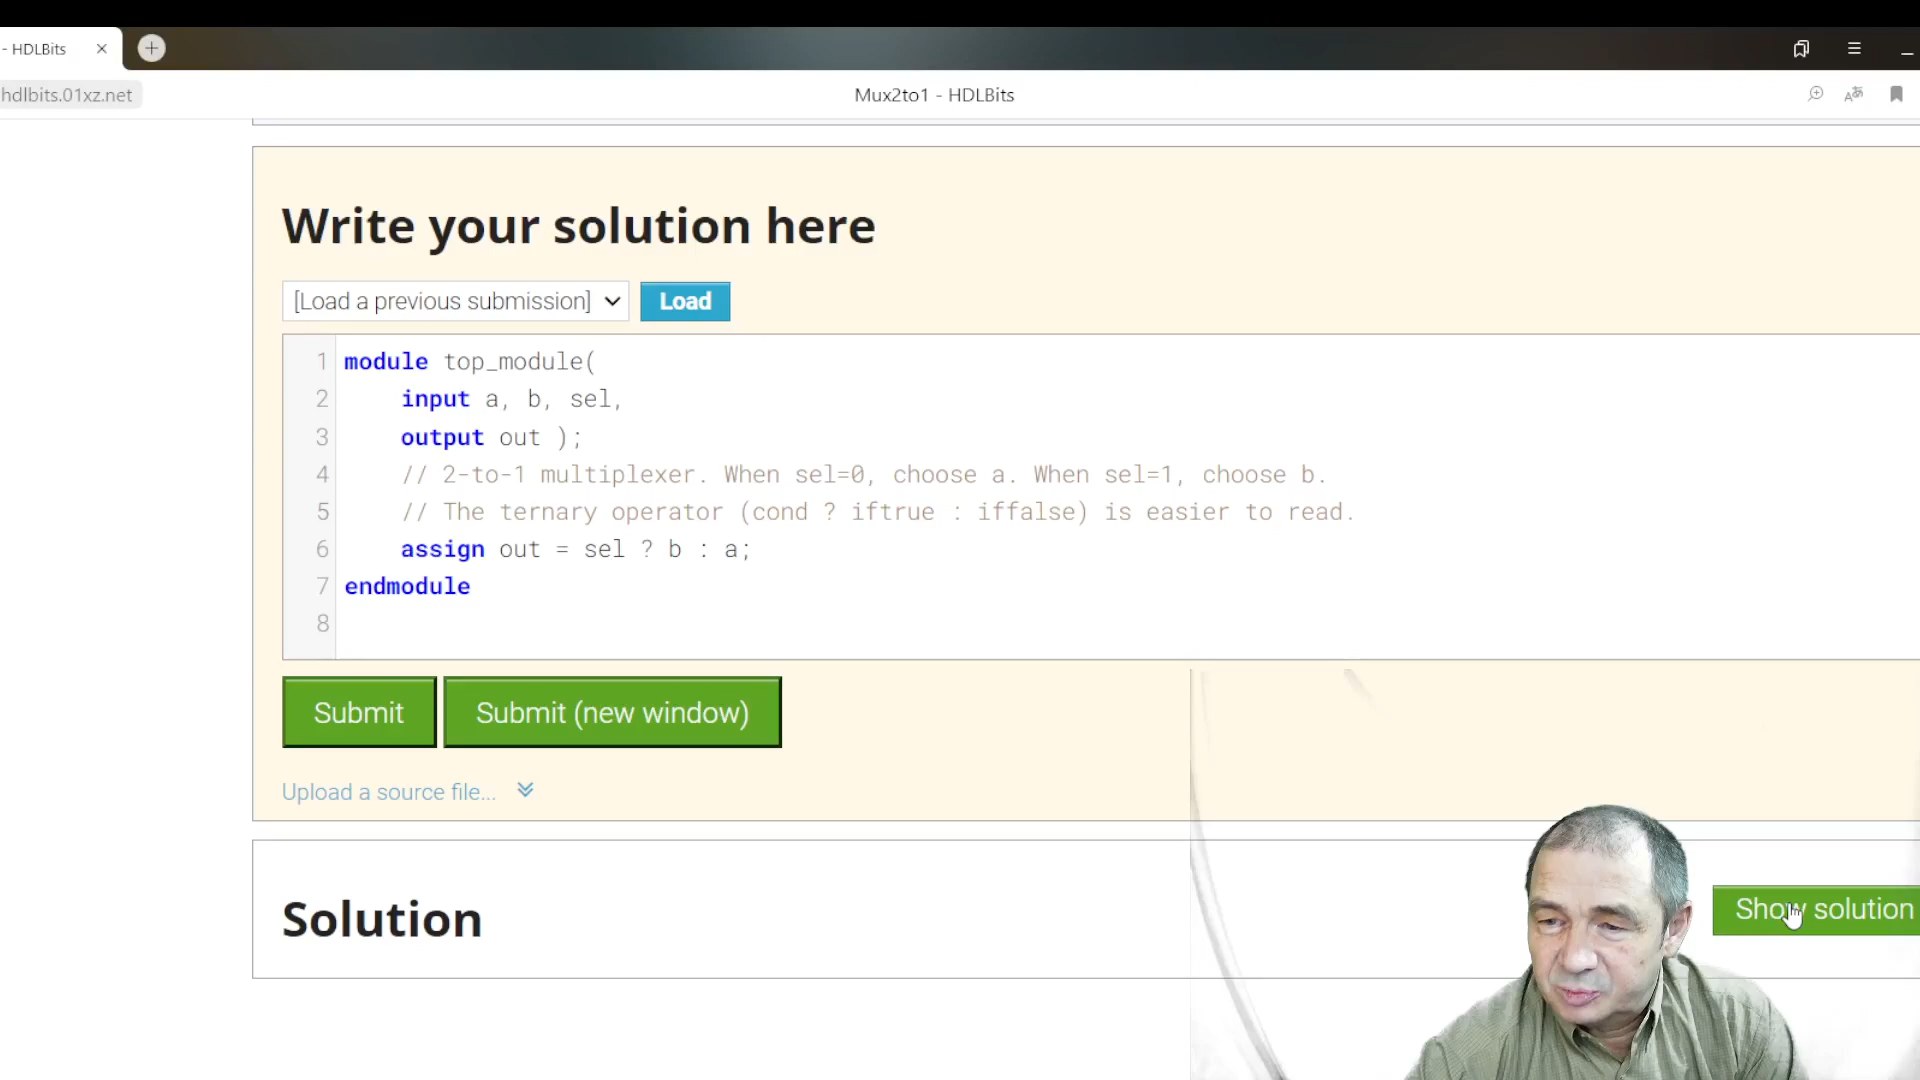 - HDLBits
hdlbits.01xz.net
Mux2to1 - HDLBits
Write your solution here
[Load a previous submission]
Load
1 module top_module(
2     input a, b, sel,
3     output out );
4     // 2-to-1 multiplexer. When sel=0, choose a. When sel=1, choose b.
5     // The ternary operator (cond ? iftrue : iffalse) is easier to read.
6     assign out = sel ? b : a;
7 endmodule
8
Submit
Submit (new window)
Upload a source file...
Solution
Show solution